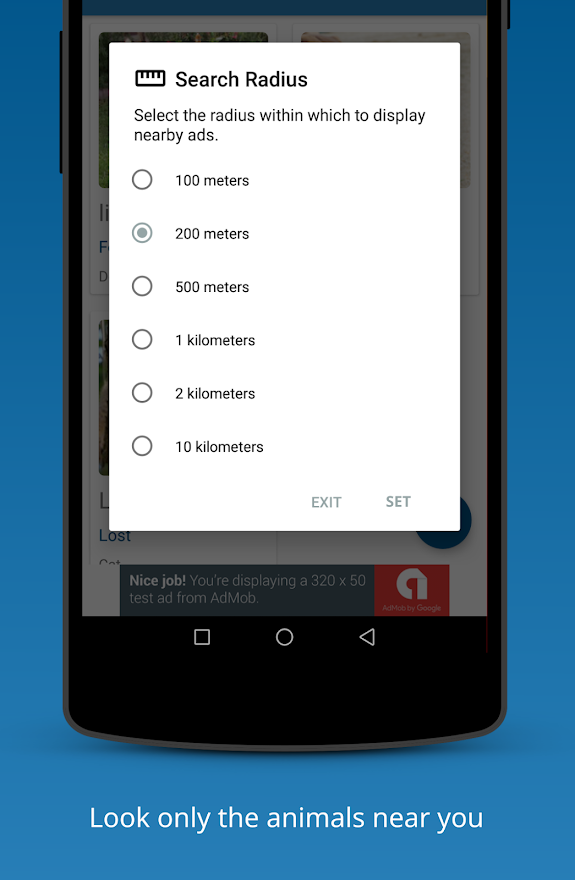 Search Radius
Select the radius within which to display
nearby ads.
100 meters
200 meters
500 meters
1 kilometers
2 kilometers
10 kilometers
EXIT
SET
Lost
Nice job! You're displaying a 320 x 50
test ad from AdMob.
AdMob by Google
Look only the animals near you